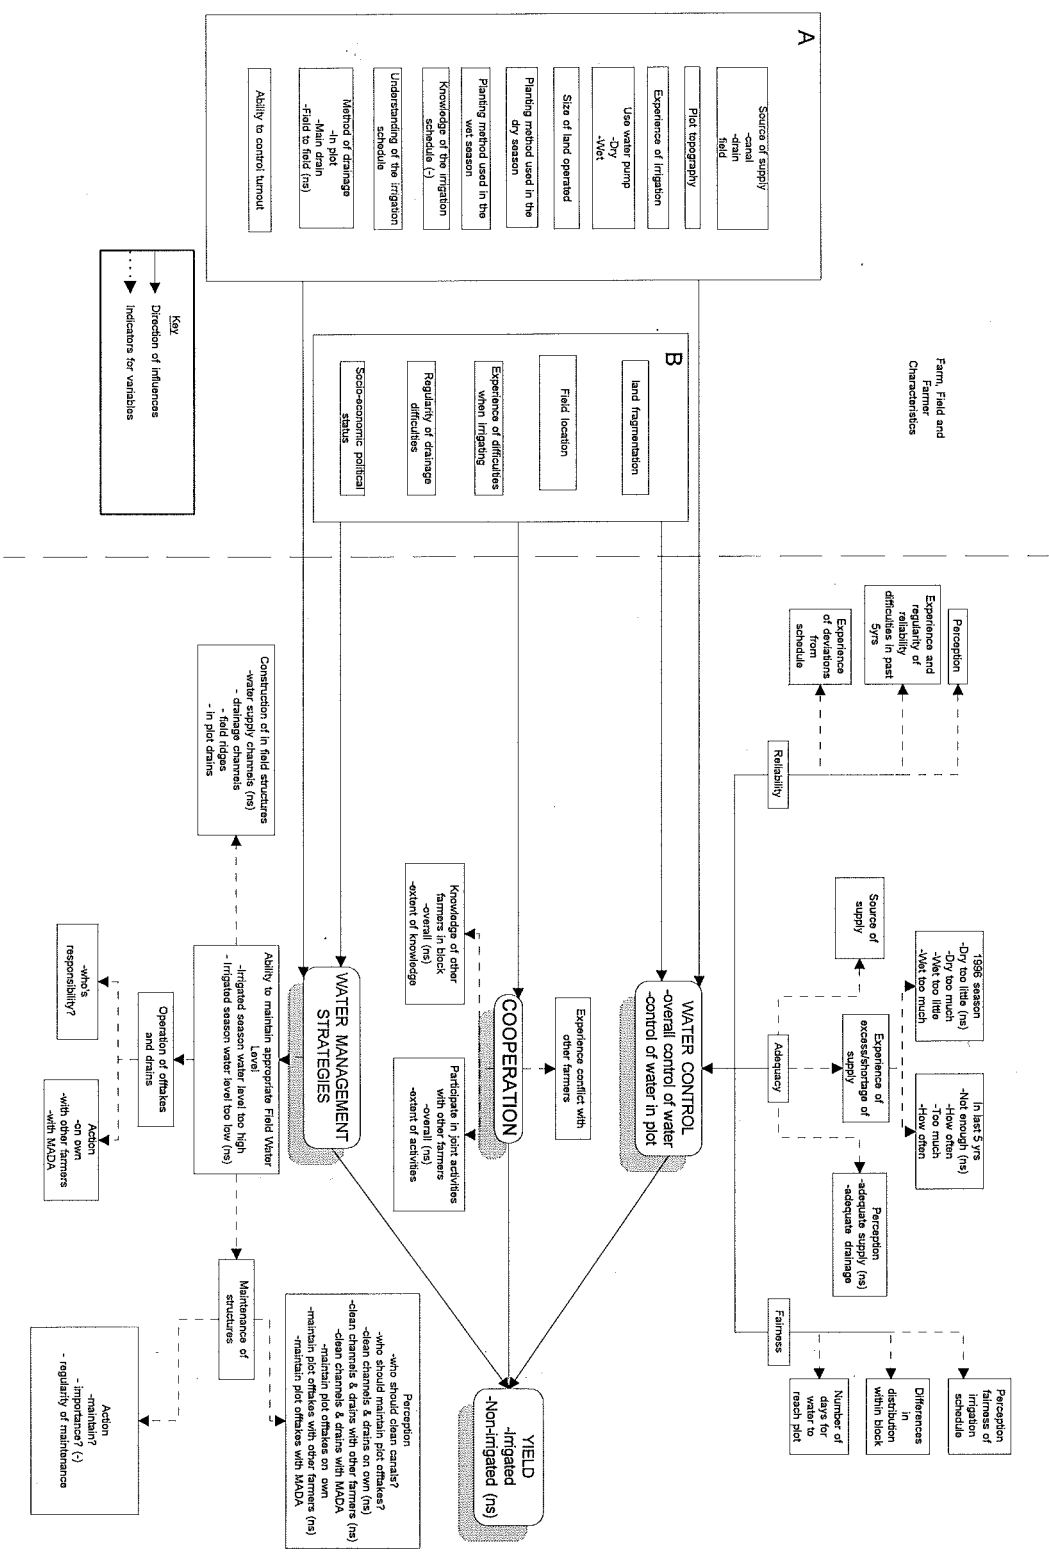 Farm, Field and
Farmer
Characteristics
A
Source of supply
-canal
-drain
field
Plot topography
Experience of irrigation
Use water pump
-Dry
-Wet
Size of land operated
Planting method used in the
dry season
Planting method used in the
wet season
Knowledge of the irrigation
schedule (-)
Understanding of the irrigation
schedule
Method of drainage
-In plot
-Main drain
-Field to field (ns)
Ability to control turnout
B
land fragmentation
Field location
Experience of difficulties
when irrigating
Regularity of drainage
difficulties
Socio-economic political
status
Key
Direction of influences
Indicators for variables
Perception
Experience and
regularity of
reliability
difficulties in past
5yrs
Experience
of deviations
from
schedule
Reliability
1996 season
-Dry too little (ns)
-Dry too much
-Wet too little
-Wet too much
In last 5 yrs
-Not enough (ns)
-How often
-Too much
-How often
Source of
supply
Experience of
excess/shortage of
supply
Perception
-adequate supply (ns)
-adequate drainage
Adequacy
Perception
fairness of
irrigation
schedule
Differences
in
distribution
within block
Number of
days for
water to
reach plot
Fairness
WATER CONTROL
-overall control of water
-control of water in plot
Experience conflict with
other farmers
COOPERATION
Knowledge of other
farmers in block
-overall (ns)
-extent of knowledge
Participate in joint activities
with other farmers
-overall (ns)
-extent of activities
YIELD
-Irrigated
-Non-irrigated (ns)
WATER MANAGEMENT
STRATEGIES
Construction of in field structures
-water supply channels (ns)
- drainage channels
- field ridges
- in plot drains
Ability to maintain appropriate Field Water
Level
-Irrigated season water level too high
- Irrigated season water level too low (ns)
Operation of offtakes
and drains
-who's
responsibility?
Action
-on own
-with other farmers
-with MADA
Maintenance of
structures
Perception
-who should clean canals?
-who should maintain plot offtakes?
-clean channels & drains on own (ns)
-clean channels & drains with other farmers (ns)
-clean channels & drains with MADA
-maintain plot offtakes on own
-maintain plot offtakes with other farmers (ns)
-maintain plot offtakes with MADA
Action
-maintain?
- importance? (-)
- regularity of maintenance